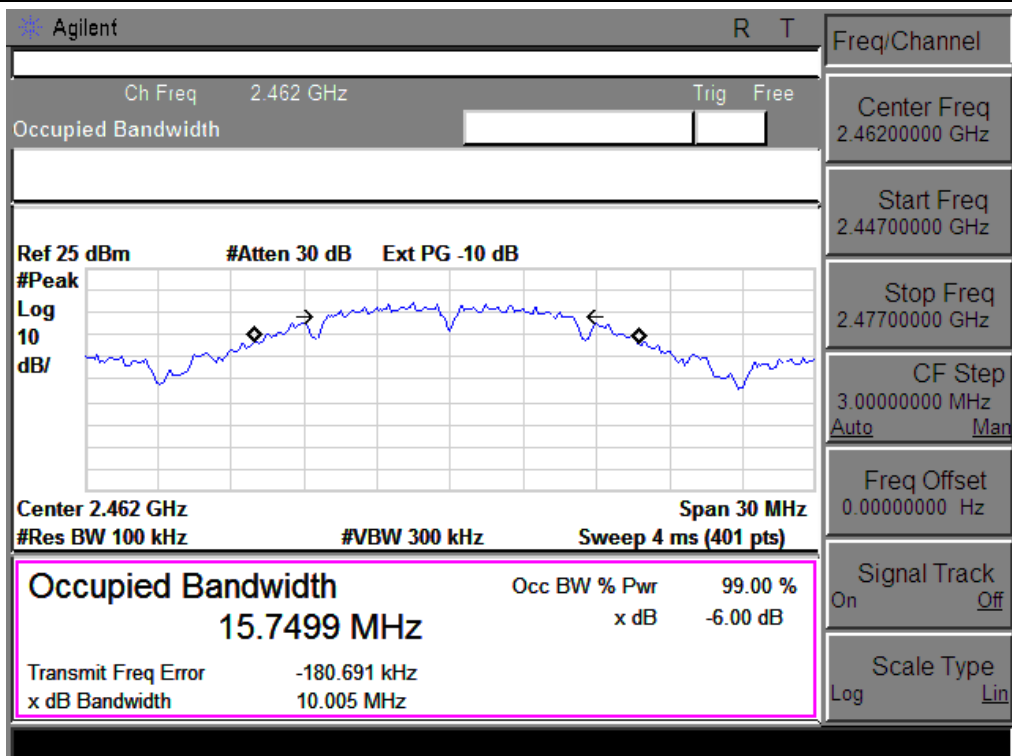 Agilent R T
Ch Freq 2.462 GHz Trig Free
Occupied Bandwidth
Ref 25 dBm #Atten 30 dB Ext PG -10 dB
#Peak
Log
10
dB/
Center 2.462 GHz Span 30 MHz
#Res BW 100 kHz #VBW 300 kHz Sweep 4 ms (401 pts)
Occupied Bandwidth Occ BW % Pwr 99.00 %
15.7499 MHz x dB -6.00 dB
Transmit Freq Error -180.691 kHz
x dB Bandwidth 10.005 MHz
Freq/Channel
Center Freq
2.46200000 GHz
Start Freq
2.44700000 GHz
Stop Freq
2.47700000 GHz
CF Step
3.00000000 MHz
Auto Man
Freq Offset
0.00000000 Hz
Signal Track
On Off
Scale Type
Log Lin